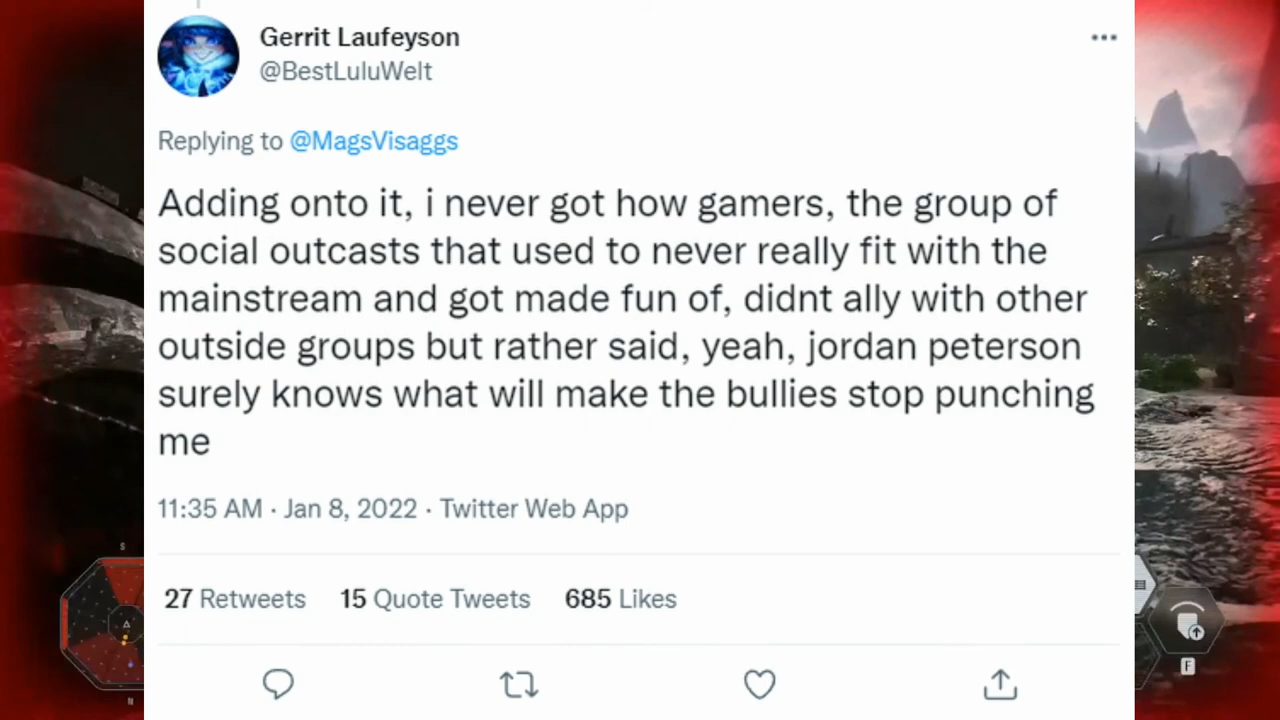 Gerrit Laufeyson
@BestLuluWelt
Replying to @MagsVisaggs
Adding onto it, i never got how gamers, the group of
social outcasts that used to never really fit with the
mainstream and got made fun of, didnt ally with other
outside groups but rather said, yeah, jordan peterson
surely knows what will make the bullies stop punching
me
11:35 AM · Jan 8, 2022 · Twitter Web App
27 Retweets 15 Quote Tweets 685 Likes
S
N
F